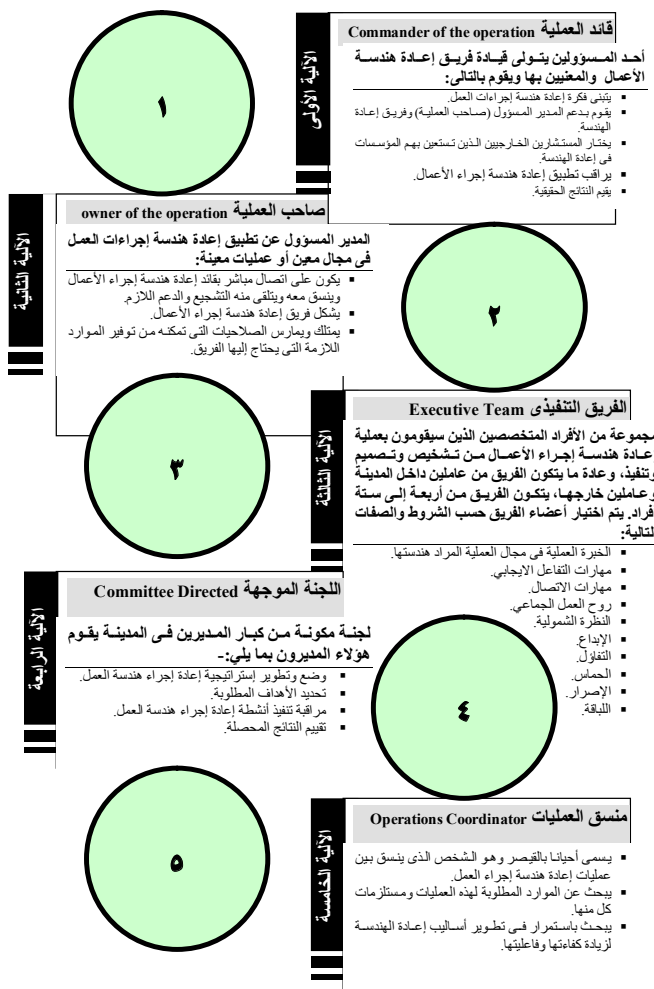 ١
الآلية الأولى
قائد العملية Commander of the operation
أحد المسؤولين يتولى قيادة فريق إعادة هندسة
الأعمال والمعنيين بها ويقوم بالتالى:
▪ يتبنى فكرة إعادة هندسة إجراءات العمل.
▪ يقوم بدعم المدير المسؤول (صاحب العملية) وفريق إعادة
الهندسة.
▪ يختار المستشارين الخارجيين الذين تستعين بهم المؤسسات
فى إعادة الهندسة.
▪ يراقب تطبيق إعادة هندسة إجراء الأعمال.
▪ يقيم النتائج الحقيقية.
الآلية الثانية
صاحب العملية owner of the operation
المدير المسؤول عن تطبيق إعادة هندسة إجراءات العمل
فى مجال معين أو عمليات معينة:
▪ يكون على اتصال مباشر بقائد إعادة هندسة إجراء الأعمال
وينسق معه ويتلقى منه التشجيع والدعم اللازم.
▪ يشكل فريق إعادة هندسة إجراء الأعمال.
▪ يمتلك ويمارس الصلاحيات التى تمكنه من توفير الموارد
اللازمة التى يحتاج إليها الفريق.
٢
٣
الآلية الثالثة
الفريق التنفيذى Executive Team
مجموعة من الأفراد المتخصصين الذين سيقومون بعملية
إعادة هندسة إجراء الأعمال من تشخيص وتصميم
وتنفيذ، وعادة ما يتكون الفريق من عاملين داخل المدينة
وعاملين خارجها، يتكون الفريق من أربعة إلى ستة
أفراد. يتم اختيار أعضاء الفريق حسب الشروط والصفات
التالية:
▪ الخبرة العملية فى مجال العملية المراد هندستها.
▪ مهارات التفاعل الايجابي.
▪ مهارات الاتصال.
▪ روح العمل الجماعي.
▪ النظرة الشمولية.
▪ الإبداع.
▪ التفاؤل.
▪ الحماس.
▪ الإصرار.
▪ اللباقة.
الآلية الرابعة
اللجنة الموجهة Committee Directed
لجنة مكونة من كبار المديرين فى المدينة يقوم
هؤلاء المديرون بما يلي:-
▪ وضع وتطوير إستراتيجية إعادة إجراء هندسة العمل.
▪ تحديد الأهداف المطلوبة.
▪ مراقبة تنفيذ أنشطة إعادة إجراء هندسة العمل.
▪ تقييم النتائج المحصلة.
٤
٥
الآلية الخامسة
منسق العمليات Operations Coordinator
▪ يسمى أحيانا بالقيصر وهو الشخص الذى ينسق بين
عمليات إعادة هندسة إجراء العمل.
▪ يبحث عن الموارد المطلوبة لهذه العمليات ومستلزمات
كل منها.
▪ يبحث باستمرار فى تطوير أساليب إعادة الهندسة
لزيادة كفاءتها وفاعليتها.